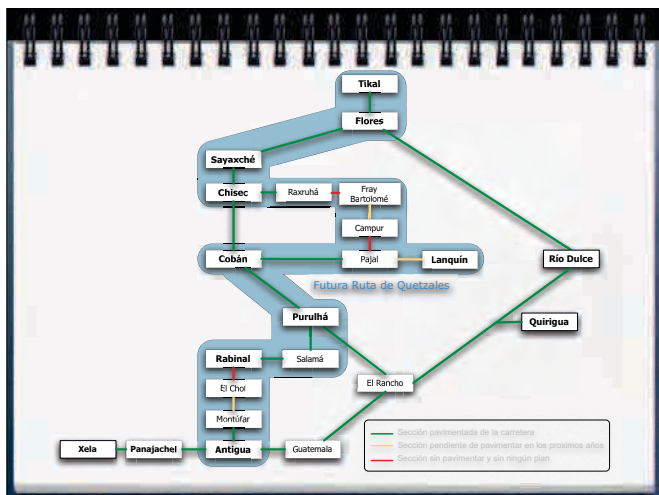 Tikal
Flores
Sayaxché
Chisec
Raxruhá
Fray
Bartolomé
Campur
Cobán
Pajal
Lanquín
Río Dulce
Futura Ruta de Quetzales
Purulhá
Quirigua
Rabinal
Salamá
El Chol
El Rancho
Montúfar
Xela
Panajachel
Antigua
Guatemala
Sección pavimentada de la carretera
Sección pendiente de pavimentar en los proximos años
Sección sin pavimentar y sin ningún plan